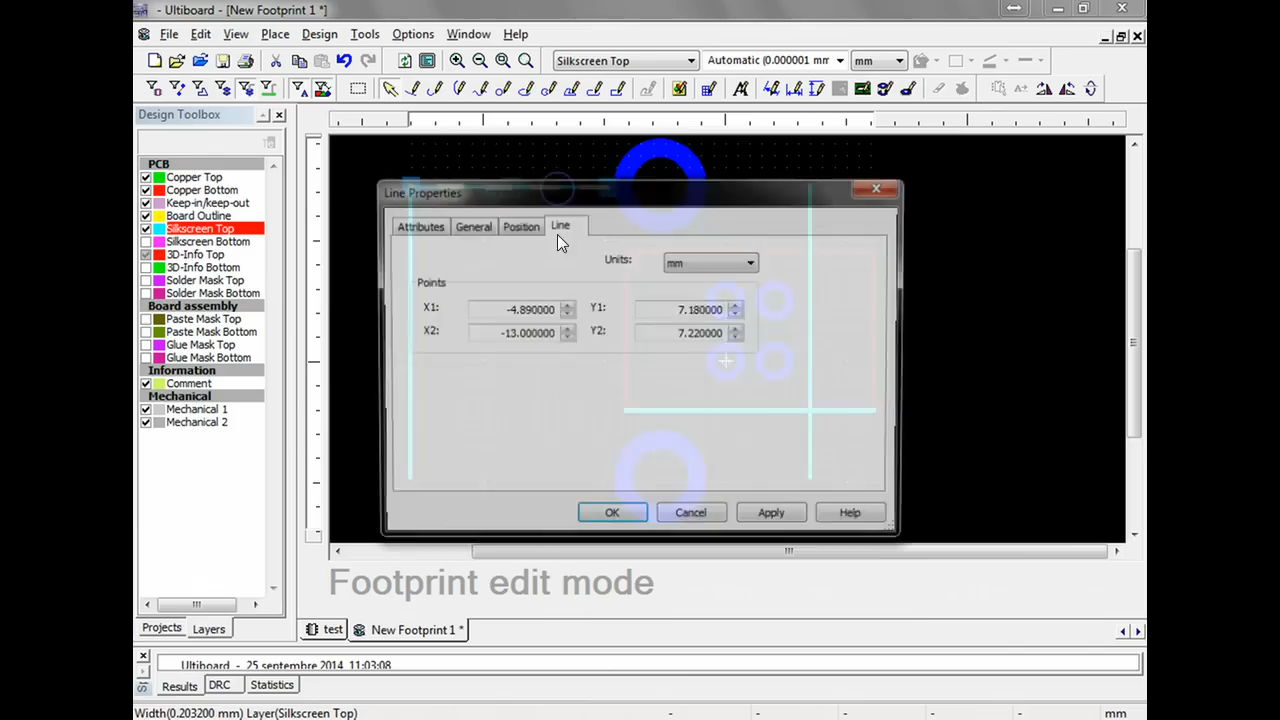 - Ultiboard - [New Footprint 1 *]
File Edit View Place Design Tools Options Window Help
Silkscreen Top Automatic (0.000001 mm mm
Design Toolbox
PCB
Copper Top
Copper Bottom
Keep-in/keep-out
Board Outline
Silkscreen Top
Silkscreen Bottom
3D-Info Top
3D-Info Bottom
Solder Mask Top
Solder Mask Bottom
Board assembly
Paste Mask Top
Paste Mask Bottom
Glue Mask Top
Glue Mask Bottom
Information
Comment
Mechanical
Mechanical 1
Mechanical 2
Projects Layers
Line Properties
Attributes General Position Line
Units: mm
Points
X1: -4.890000 Y1: 7.180000
X2: -13.000000 Y2: 7.220000
OK Cancel Apply Help
Footprint edit mode
test New Footprint 1 *
Ultiboard - 25 septembre 2014 11:03:08
Results DRC Statistics
Width(0.203200 mm) Layer(Silkscreen Top) - - - - mm